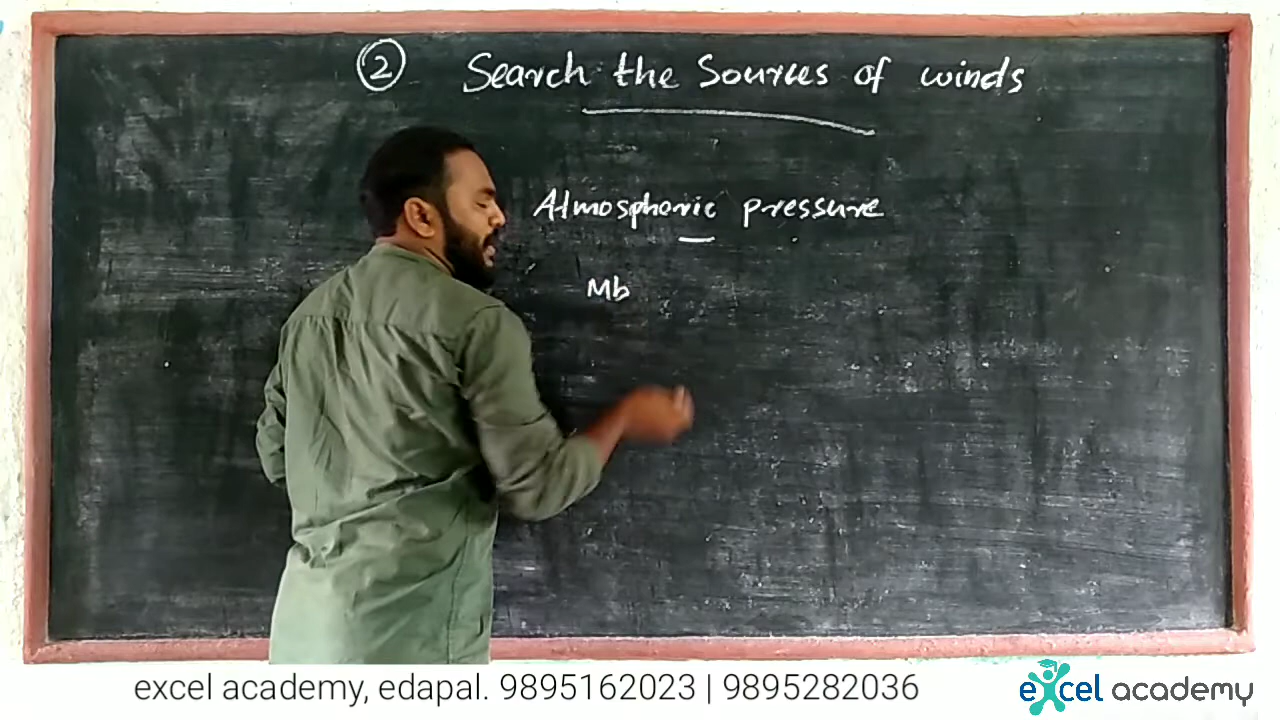 ② Search the Sources of winds
Atmospheric pressure
Mb
excel academy, edapal. 9895162023 | 9895282036
excel academy